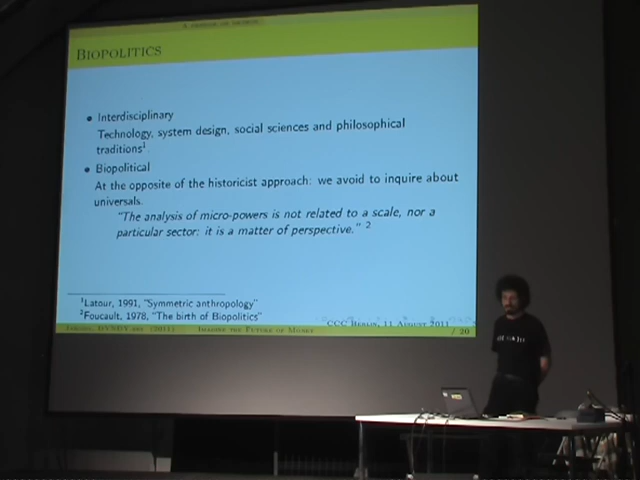 BIOPOLITICS
• Interdisciplinary
Technology, system design, social sciences and philosophical
traditions1.
• Biopolitical
At the opposite of the historicist approach: we avoid to inquire about
universals.
"The analysis of micro-powers is not related to a scale, nor a
particular sector: it is a matter of perspective." 2
1Latour, 1991, "Symmetric anthropology"
2Foucault, 1978, "The birth of Biopolitics"
CCC BERLIN, 11 AUGUST 2011
(2011) IMAGINE THE FUTURE OF MONEY / 20